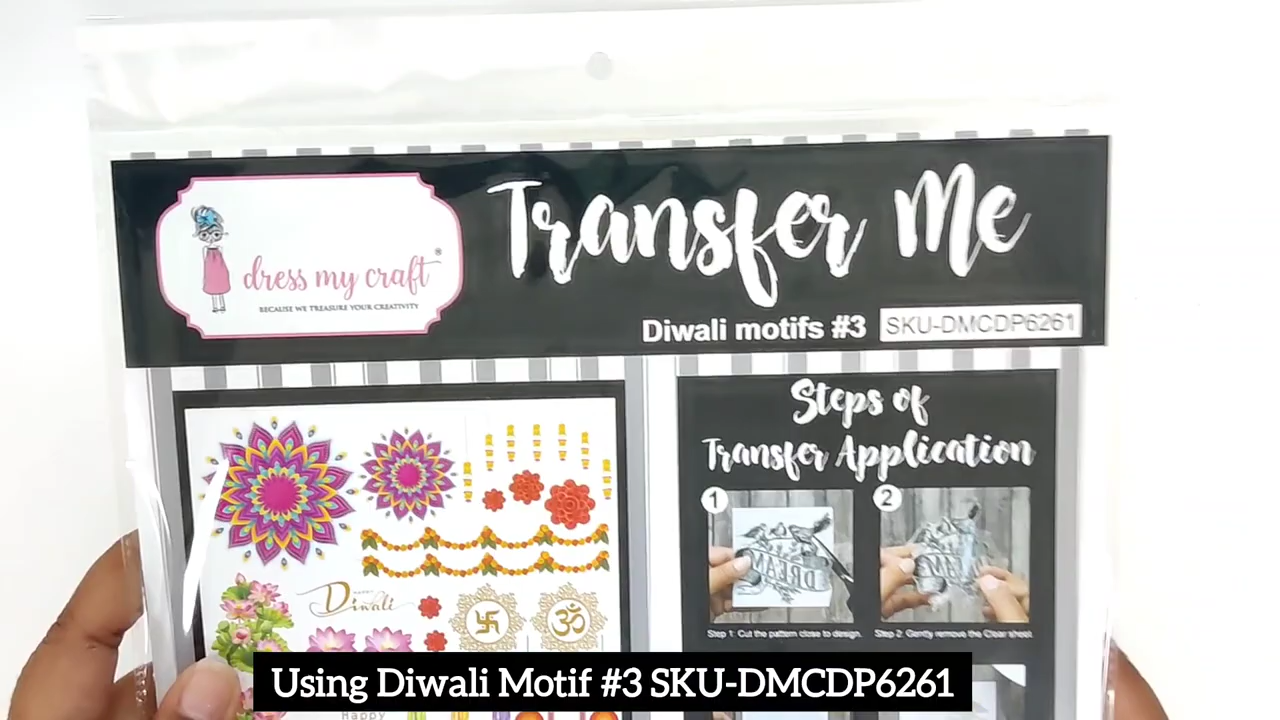 Transfer Me
dress my craft®
BECAUSE WE TREASURE YOUR CREATIVITY
Diwali motifs #3 SKU-DMCDP6261
Steps of
Transfer Application
1 2
DREAM
Diwali
ॐ
Step 1: Cut the pattern close to design. Step 2: Gently remove the Clear sheet.
Using Diwali Motif #3 SKU-DMCDP6261
Happy